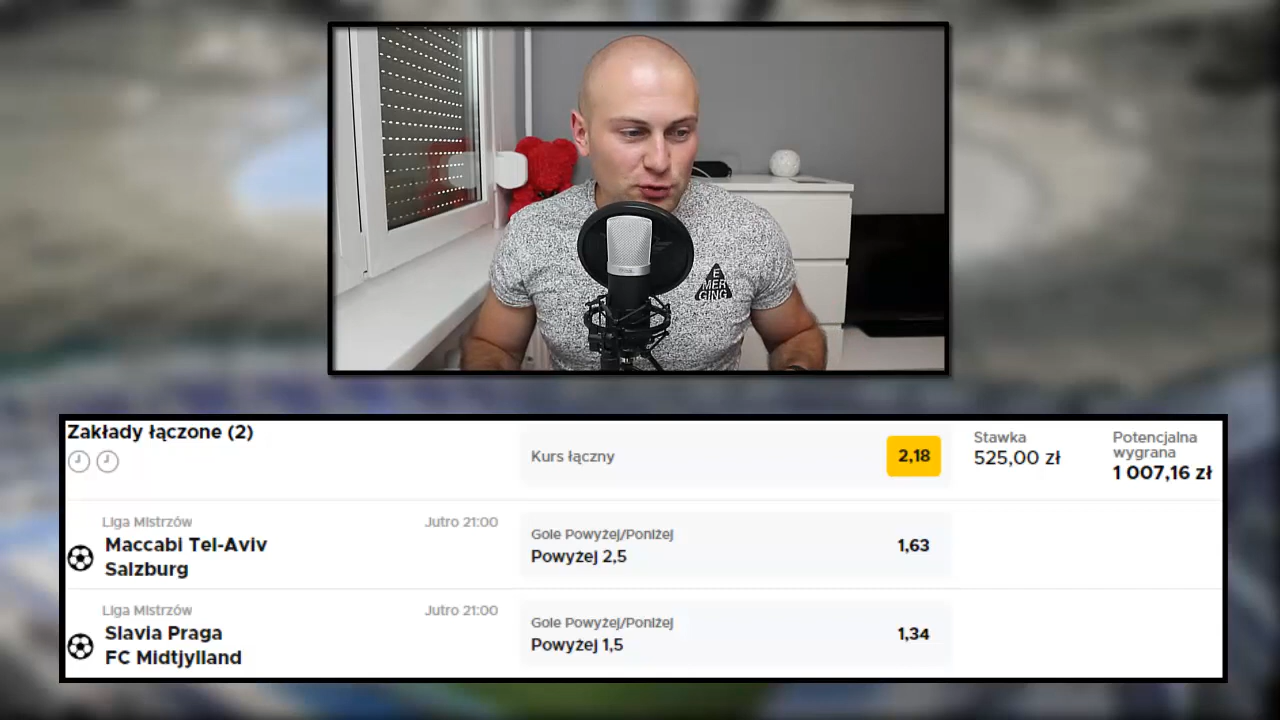 E
MER
GING
Zakłady łączone (2)
Kurs łączny
2,18
Stawka
525,00 zł
Potencjalna
wygrana
1 007,16 zł
Liga Mistrzów
Jutro 21:00
Maccabi Tel-Aviv
Salzburg
Gole Powyżej/Poniżej
Powyżej 2,5
1,63
Liga Mistrzów
Jutro 21:00
Slavia Praga
FC Midtjylland
Gole Powyżej/Poniżej
Powyżej 1,5
1,34